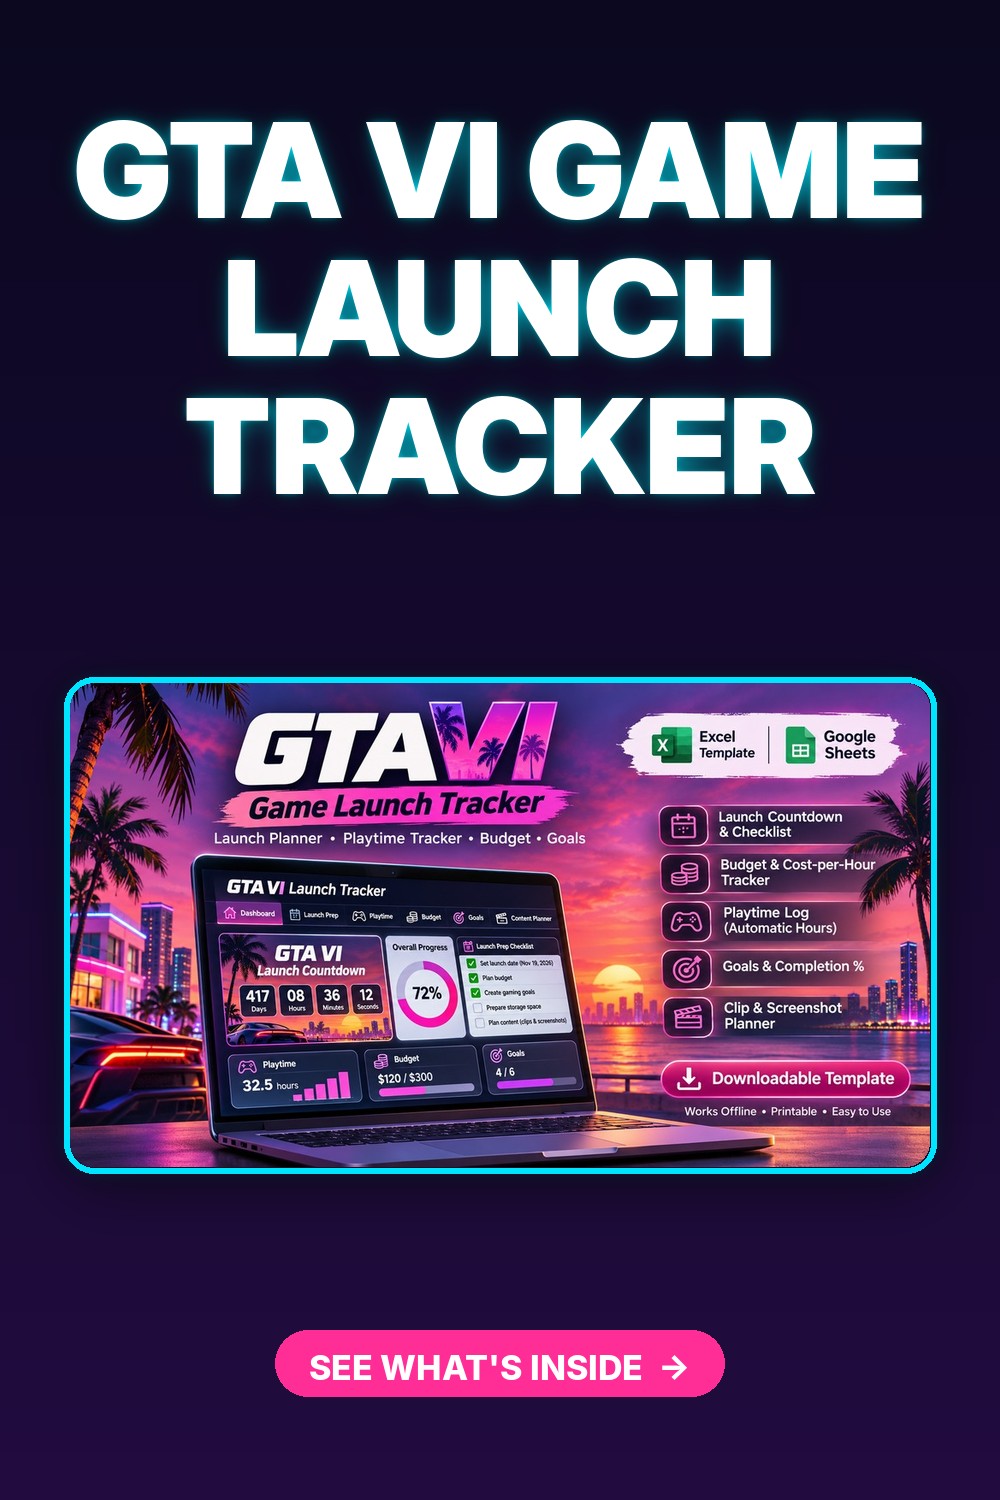 GTA VI GAME
LAUNCH
TRACKER
GTA VI
Game Launch Tracker
Launch Planner • Playtime Tracker • Budget • Goals
Excel
Template
Google
Sheets
Launch Countdown
& Checklist
Budget & Cost-per-Hour
Tracker
Playtime Log
(Automatic Hours)
Goals & Completion %
Clip & Screenshot
Planner
Downloadable Template
Works Offline • Printable • Easy to Use
GTA VI Launch Tracker
Dashboard
Launch Prep
Playtime
Budget
Goals
Content Planner
GTA VI
Launch Countdown
417 08 36 12
Days Hours Minutes Seconds
Overall Progress
72%
Launch Prep Checklist
Set launch date (Nov 19, 2026)
Plan budget
Create gaming goals
Prepare storage space
Plan content (clips & screenshots)
Playtime
32.5 hours
Budget
$120 / $300
Goals
4 / 6
SEE WHAT'S INSIDE →